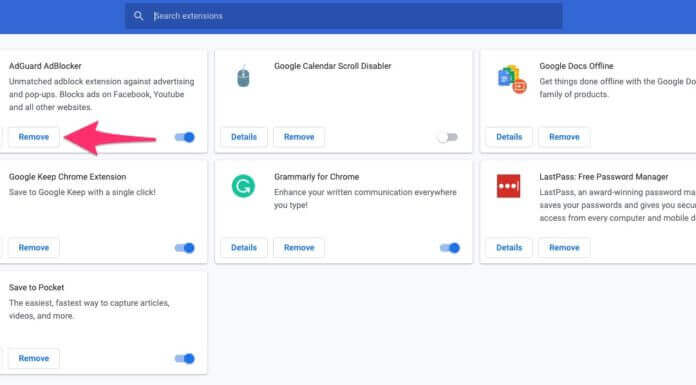 Search extensions
AdGuard AdBlocker
Unmatched adblock extension against advertising
and pop-ups. Blocks ads on Facebook, Youtube
and all other websites.
Remove
Google Calendar Scroll Disabler
Details Remove
Google Docs Offline
Get things done offline with the Google Do
family of products.
Details Remove
Google Keep Chrome Extension
Save to Google Keep with a single click!
Remove
Grammarly for Chrome
Enhance your written communication everywhere
you type!
Details Remove
LastPass: Free Password Manager
LastPass, an award-winning password ma
saves your passwords and gives you secu
access from every computer and mobile d
Details Remove
Save to Pocket
The easiest, fastest way to capture articles,
videos, and more.
Remove